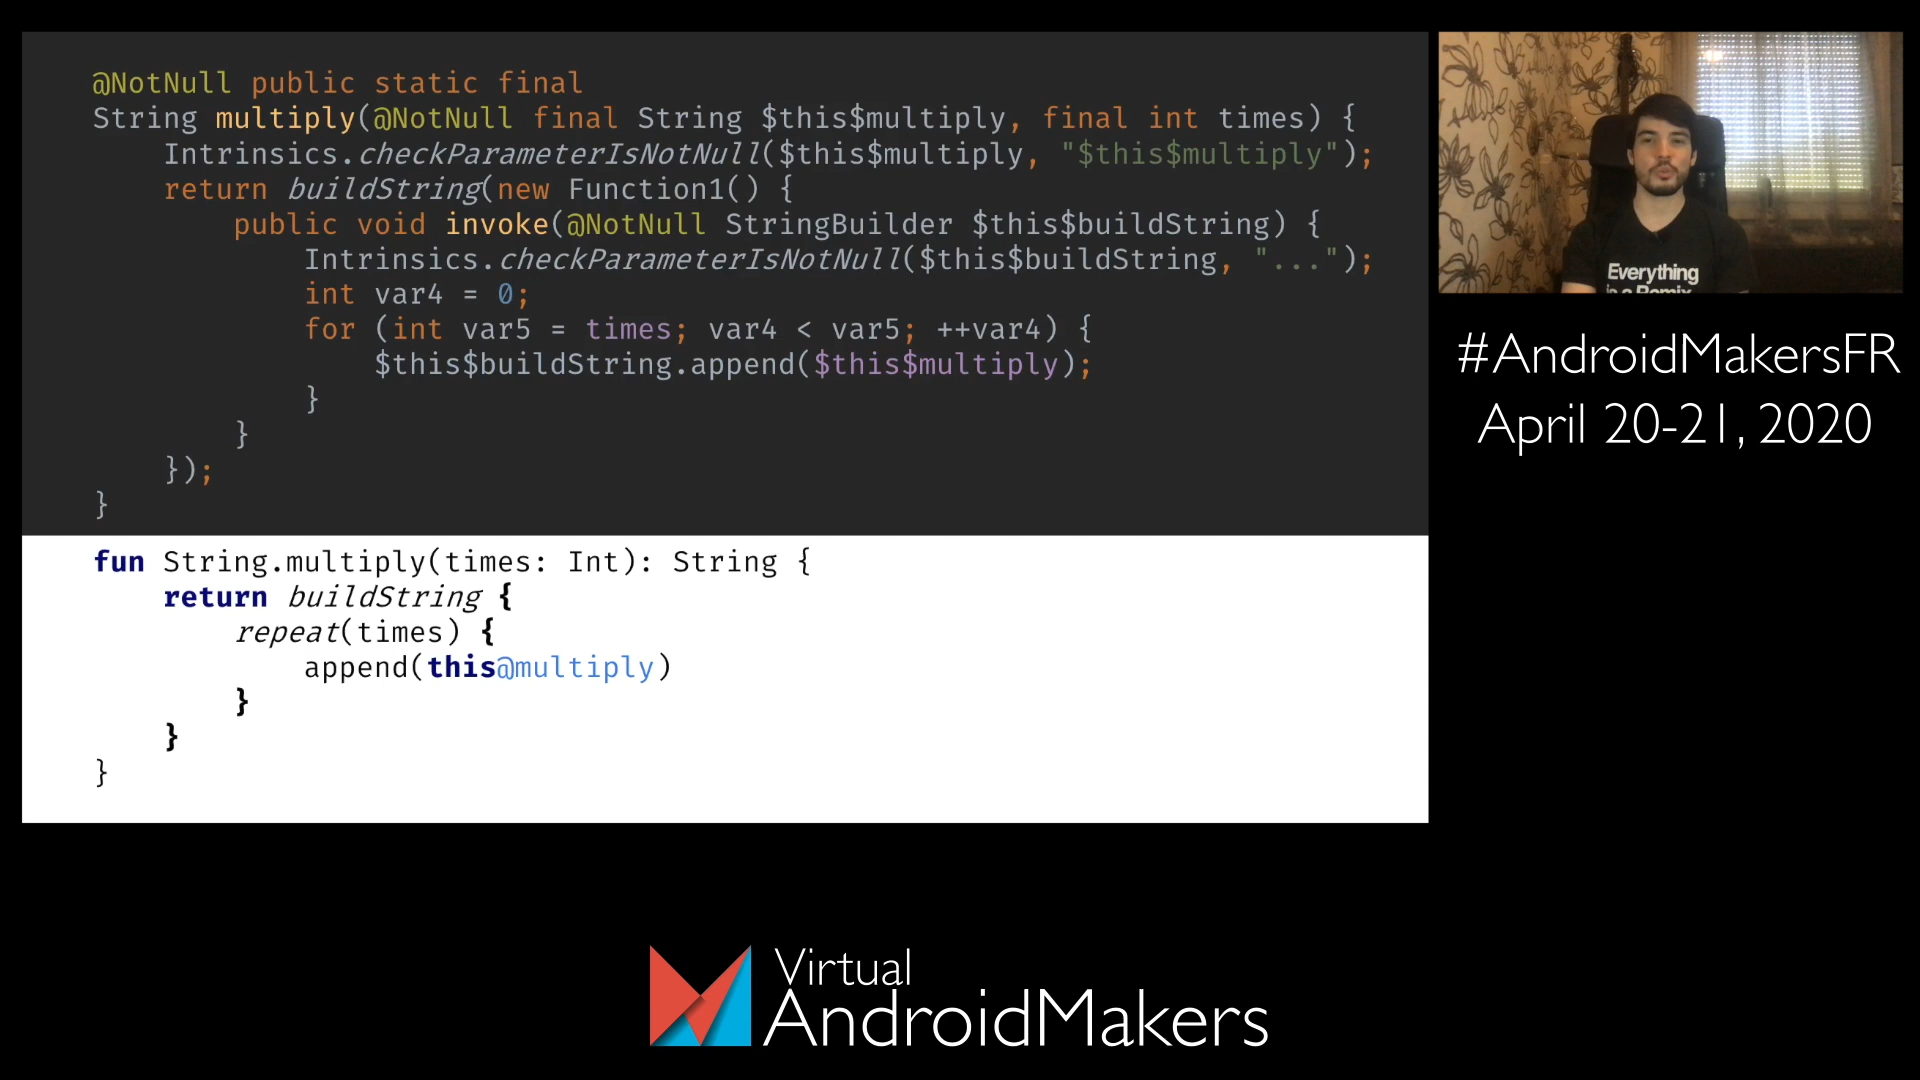 @NotNull public static final
String multiply(@NotNull final String $this$multiply, final int times) {
Intrinsics.checkParameterIsNotNull($this$multiply, "$this$multiply");
return buildString(new Function1() {
public void invoke(@NotNull StringBuilder $this$buildString) {
Intrinsics.checkParameterIsNotNull($this$buildString, "...");
int var4 = 0;
for (int var5 = times; var4 < var5; ++var4) {
$this$buildString.append($this$multiply);
}
}
});
}
fun String.multiply(times: Int): String {
return buildString {
repeat(times) {
append(this@multiply)
}
}
}
Everything
is a Remix
#AndroidMakersFR
April 20-21, 2020
Virtual
AndroidMakers